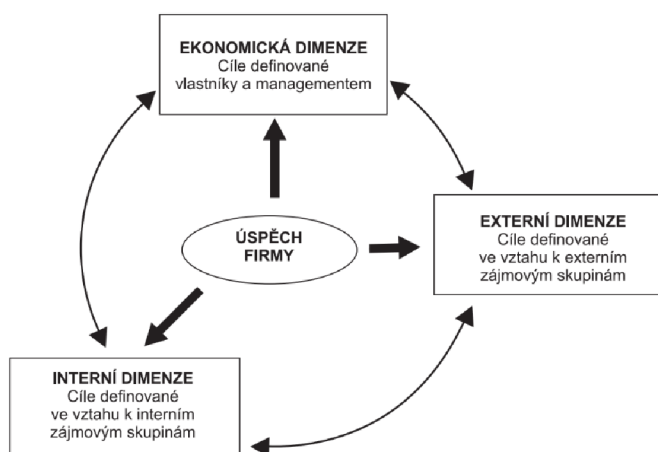 EKONOMICKÁ DIMENZE
Cíle definované
vlastníky a managementem
ÚSPĚCH
FIRMY
EXTERNÍ DIMENZE
Cíle definované
ve vztahu k externím
zájmovým skupinám
INTERNÍ DIMENZE
Cíle definované
ve vztahu k interním
zájmovým skupinám